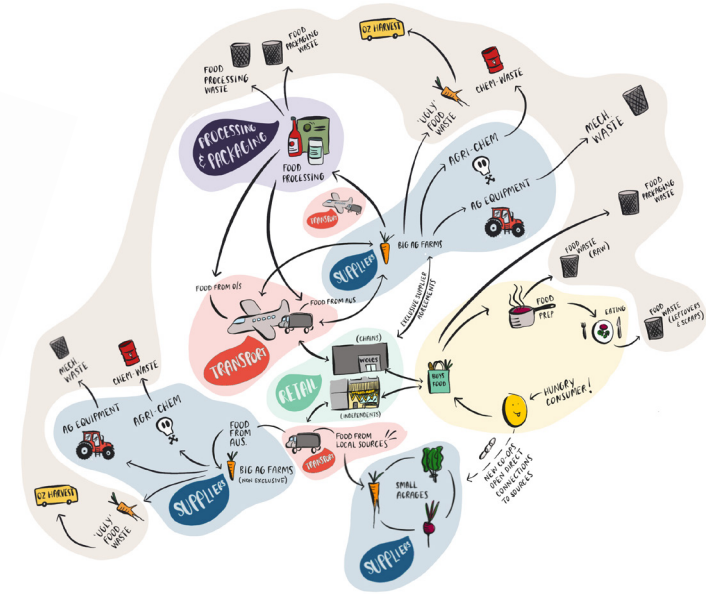 OZ HARVEST
FOOD
PACKAGING
WASTE
FOOD
PROCESSING
WASTE
CHEM-WASTE
'UGLY'
FOOD
WASTE
MECH.
WASTE
PROCESSING
& PACKAGING
FOOD
PROCESSING
AGRI-CHEM
AG EQUIPMENT
FOOD
PACKAGING
WASTE
TRANSPORT
BIG AG FARMS
SUPPLIERS
FOOD
WASTE
(RAW)
FOOD FROM O/S
FOOD FROM AUS
EXCLUSIVE SUPPLIER
AGREEMENTS
TRANSPORT
FOOD
PREP
EATING
FOOD
WASTE
(LEFTOVERS
& SCRAPS)
(CHAINS)
WOOLIES
RETAIL
(INDEPENDENTS)
BUYS
FOOD
HUNGRY
CONSUMER!
MECH.
WASTE
CHEM-WASTE
AG EQUIPMENT
AGRI-CHEM
FOOD
FROM
AUS.
FOOD FROM
LOCAL SOURCES
TRANSPORT
BIG AG FARMS
(NON EXCLUSIVE)
SUPPLIERS
OZ HARVEST
'UGLY'
FOOD
WASTE
SMALL
ACRAGES
SUPPLIERS
NEW CO-OPS
OPEN DIRECT
CONNECTIONS
TO SOURCES